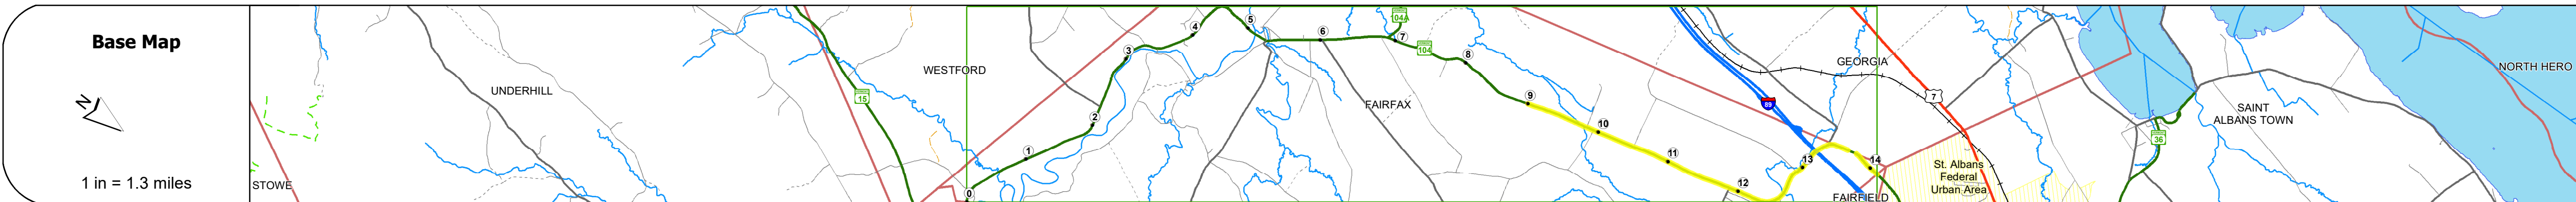 Base Map
N
1 in = 1.3 miles
STOWE
UNDERHILL
15
WESTFORD
0
1
2
3
4
5
6
104A
7
104
8
FAIRFAX
9
10
11
12
13
14
89
GEORGIA
7
FAIRFIELD
St. Albans
Federal
Urban Area
36
SAINT
ALBANS TOWN
NORTH HERO